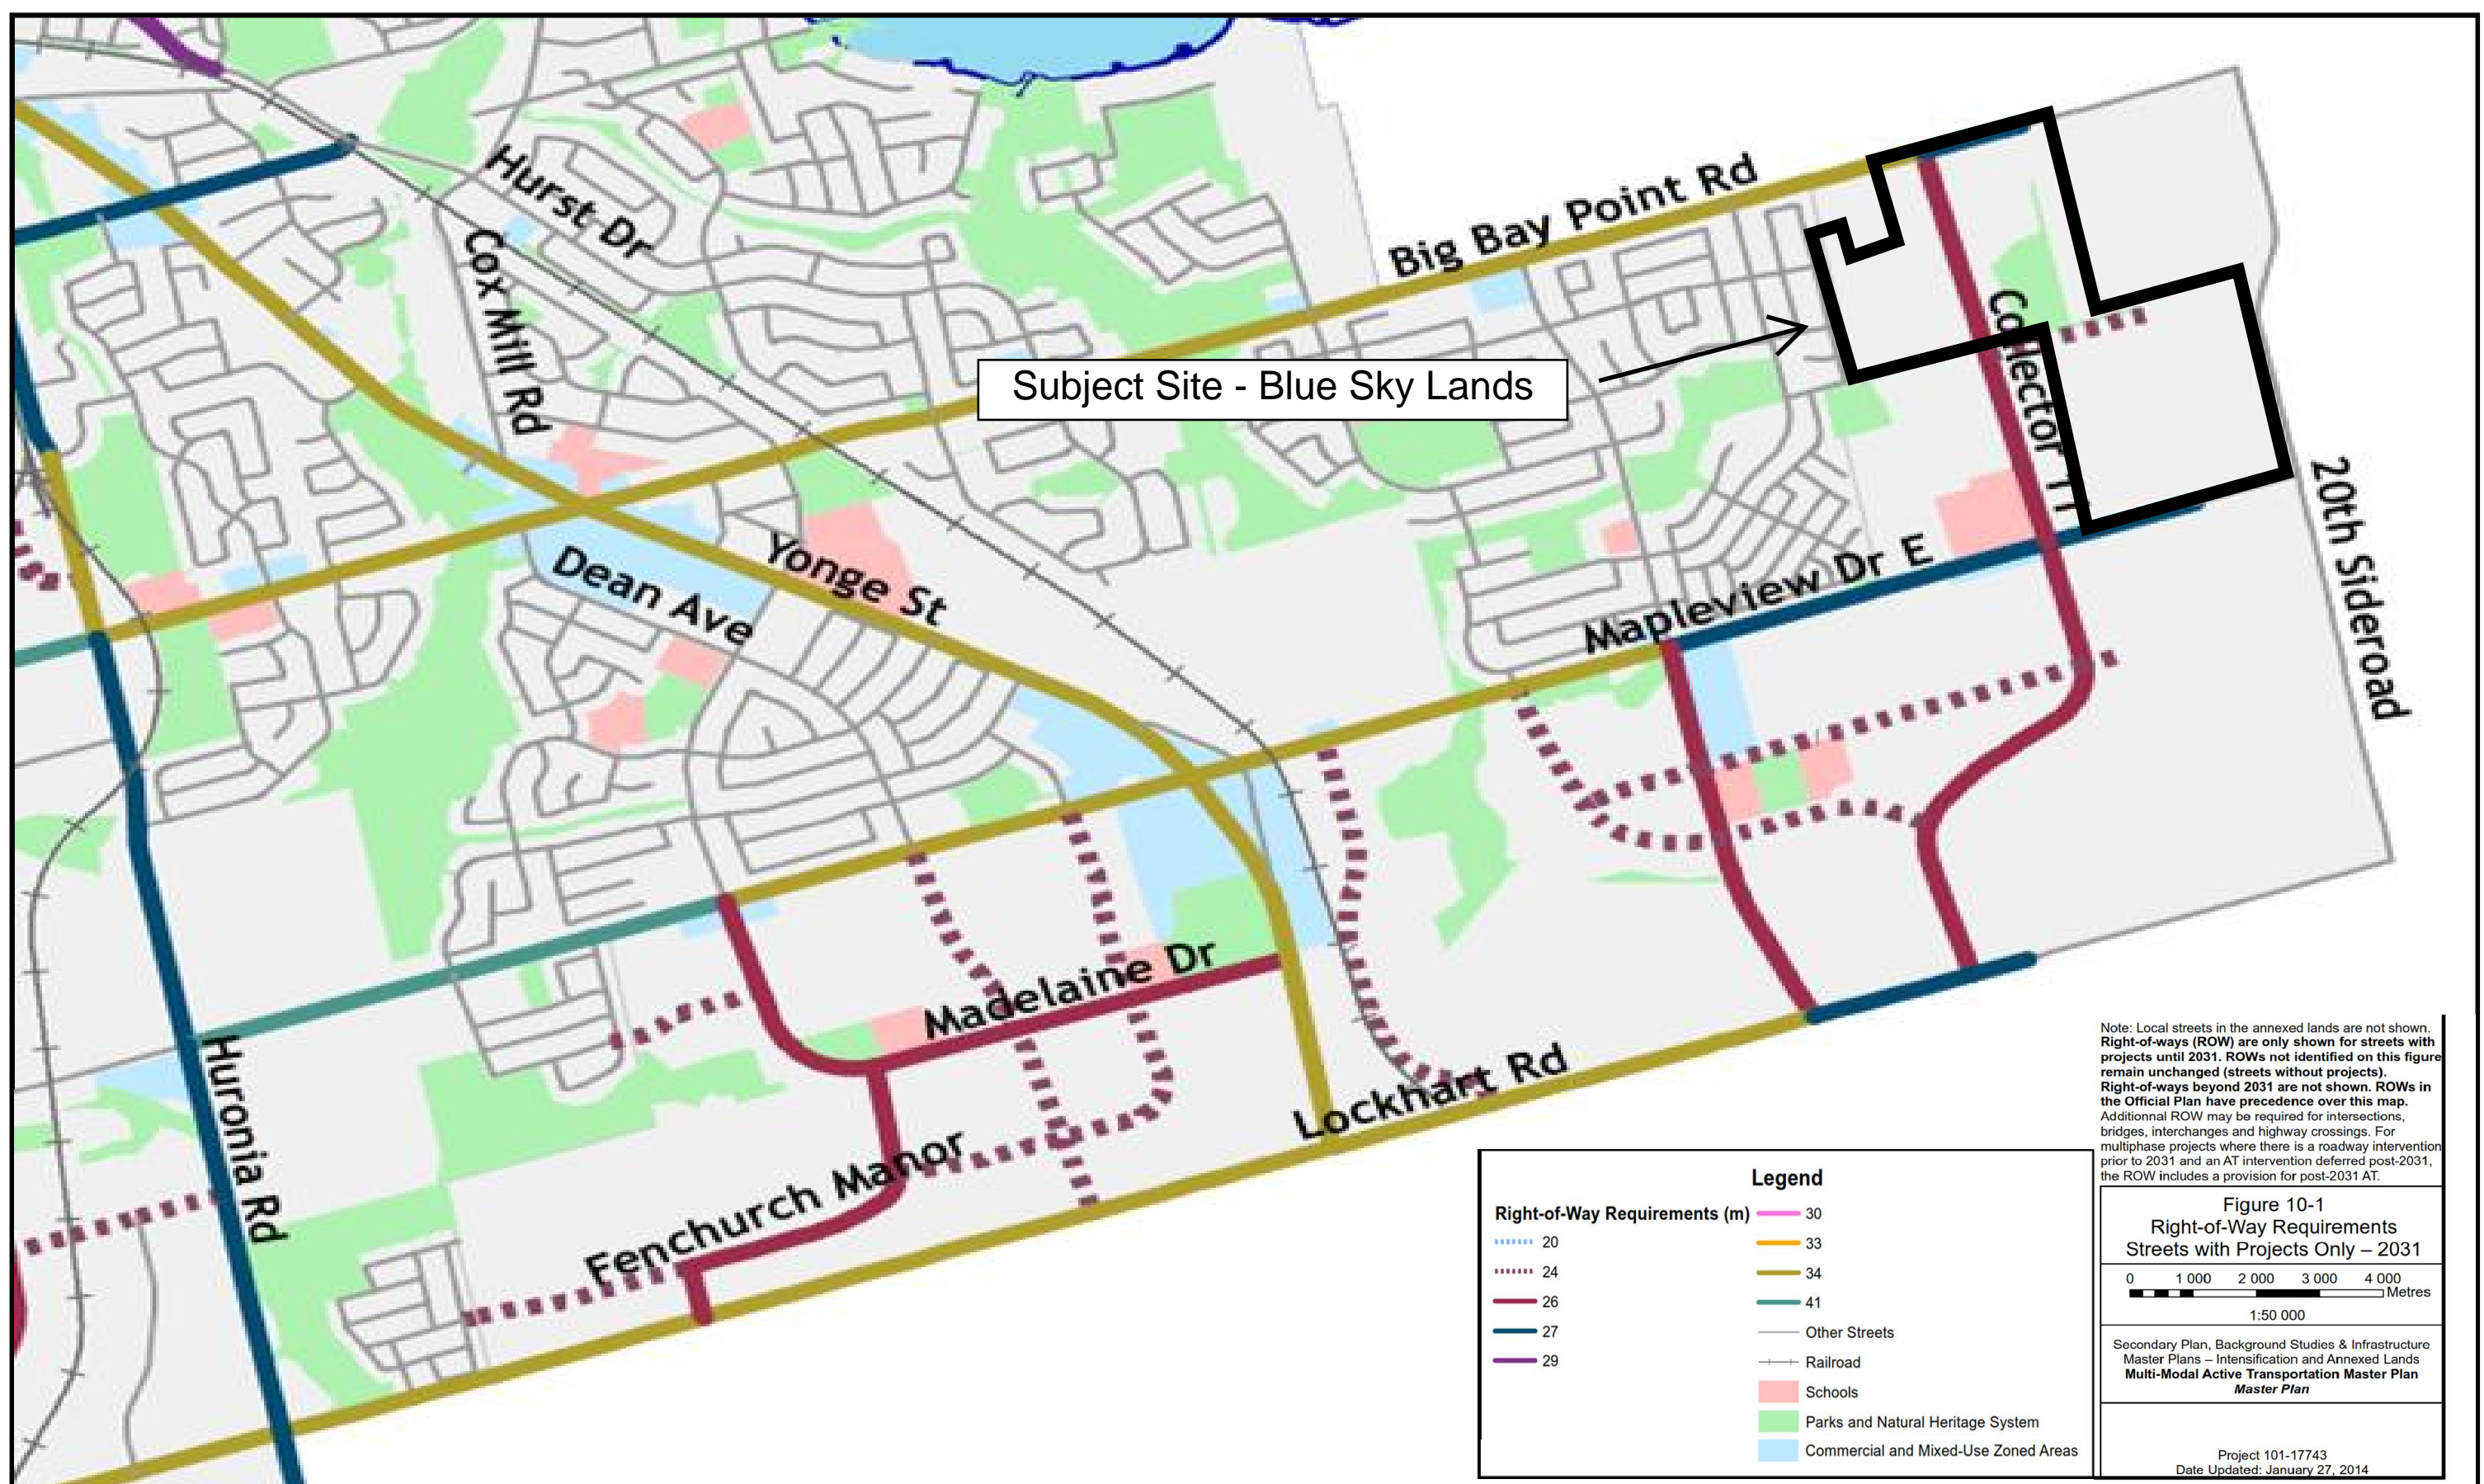 Hurst Dr
Cox Mill Rd
Big Bay Point Rd
Subject Site - Blue Sky Lands
Collector 11
20th Sideroad
Yonge St
Dean Ave
Mapleview Dr E
Madelaine Dr
Lockhart Rd
Huronia Rd
Fenchurch Manor
Note: Local streets in the annexed lands are not shown.
Right-of-ways (ROW) are only shown for streets with
projects until 2031. ROWs not identified on this figure
remain unchanged (streets without projects).
Right-of-ways beyond 2031 are not shown. ROWs in
the Official Plan have precedence over this map.
Additionnal ROW may be required for intersections,
bridges, interchanges and highway crossings. For
multiphase projects where there is a roadway intervention
prior to 2031 and an AT intervention deferred post-2031,
the ROW includes a provision for post-2031 AT.
Legend
Right-of-Way Requirements (m)
20
24
26
27
29
30
33
34
41
Other Streets
Railroad
Schools
Parks and Natural Heritage System
Commercial and Mixed-Use Zoned Areas
Figure 10-1
Right-of-Way Requirements
Streets with Projects Only – 2031
0 1 000 2 000 3 000 4 000
Metres
1:50 000
Secondary Plan, Background Studies & Infrastructure
Master Plans – Intensification and Annexed Lands
Multi-Modal Active Transportation Master Plan
Master Plan
Project 101-17743
Date Updated: January 27, 2014